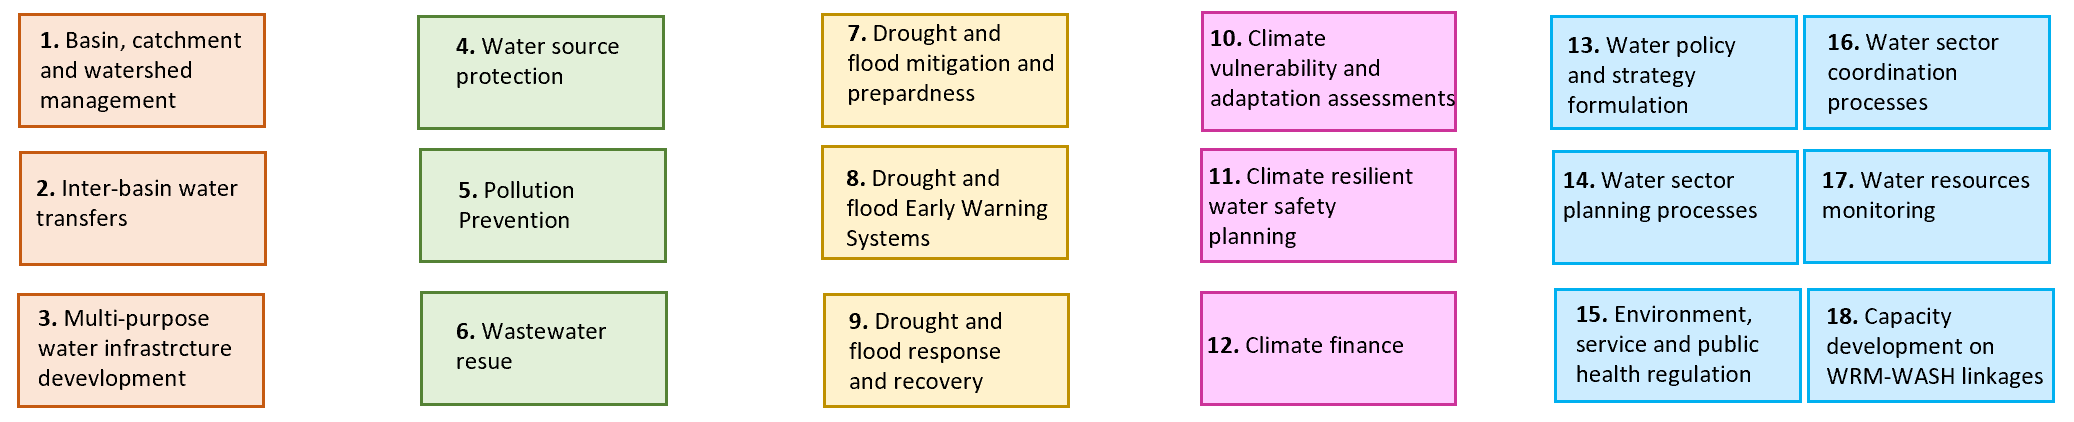 1. Basin, catchment
and watershed
management
2. Inter-basin water
transfers
3. Multi-purpose
water infrastrcture
devevlopment
4. Water source
protection
5. Pollution
Prevention
6. Wastewater
resue
7. Drought and
flood mitigation and
prepardness
8. Drought and
flood Early Warning
Systems
9. Drought and
flood response
and recovery
10. Climate
vulnerability and
adaptation assessments
11. Climate resilient
water safety
planning
12. Climate finance
13. Water policy
and strategy
formulation
14. Water sector
planning processes
15. Environment,
service and public
health regulation
16. Water sector
coordination
processes
17. Water resources
monitoring
18. Capacity
development on
WRM-WASH linkages